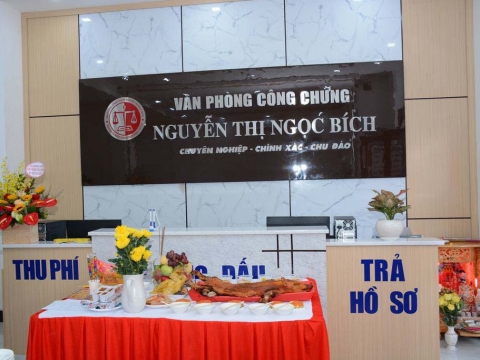 VĂN PHÒNG CÔNG CHỨNG
NGUYỄN THỊ NGỌC BÍCH
CHUYÊN NGHIỆP - CHÍNH XÁC - CHU ĐÁO
THU PHÍ
DẤU
TRẢ
HỒ SƠ